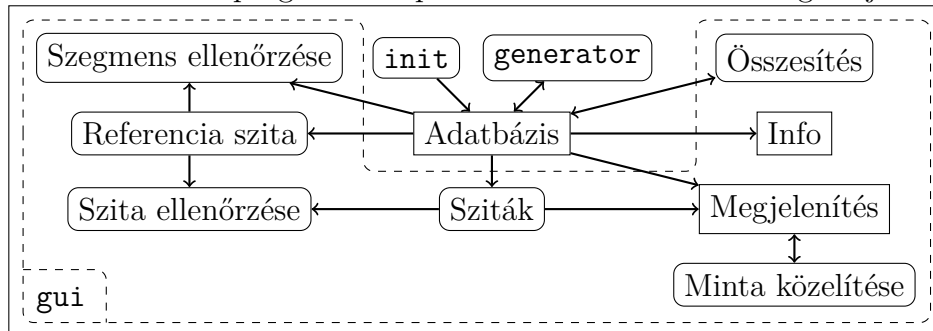 Szegmens ellenőrzése
init
generator
Összesítés
Referencia szita
Adatbázis
Info
Szita ellenőrzése
Sziták
Megjelenítés
Minta közelítése
gui